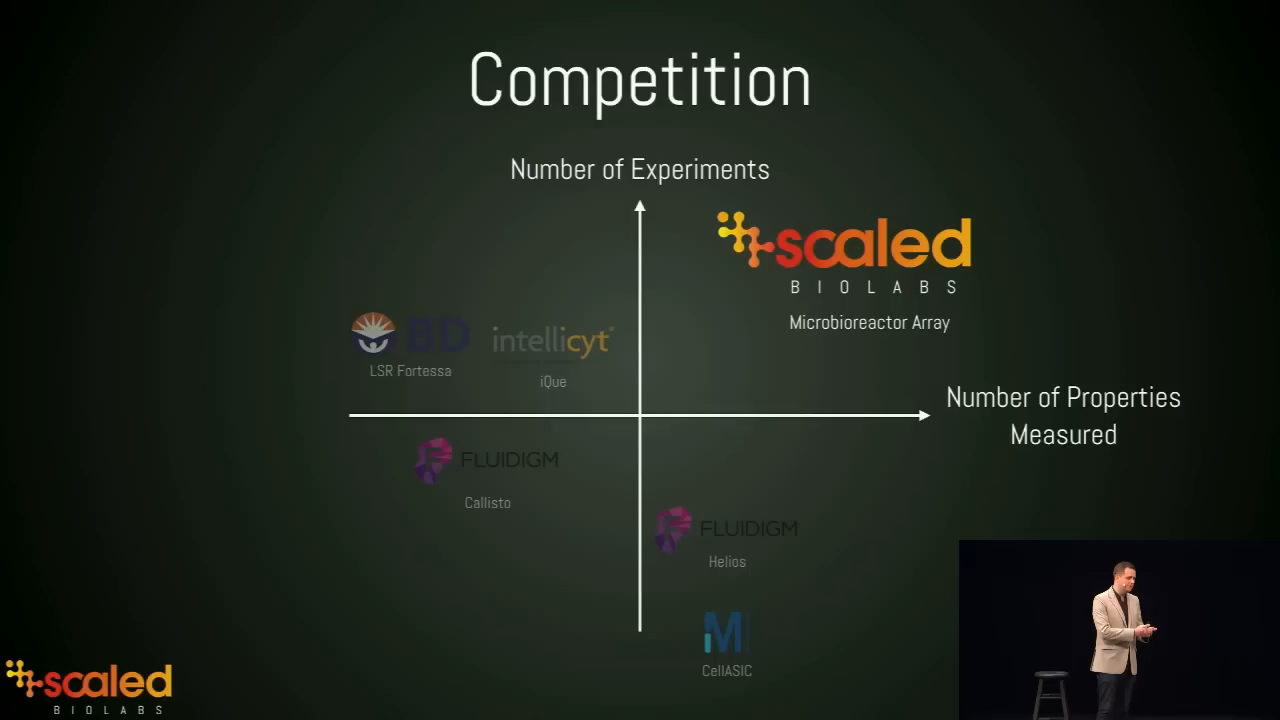 Competition
Number of Experiments
scaled
BIOLABS
Microbioreactor Array
BD
intellicyt
LSR Fortessa
iQue
Number of Properties
Measured
FLUIDIGM
Callisto
FLUIDIGM
Helios
M
CellASIC
scaled
BIOLABS